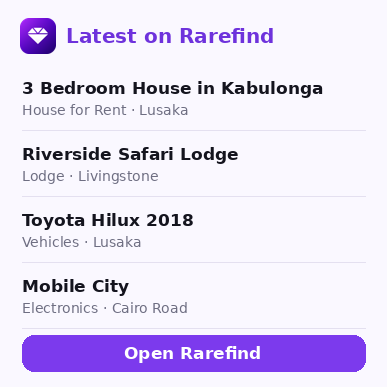 Latest on Rarefind
3 Bedroom House in Kabulonga
House for Rent · Lusaka
Riverside Safari Lodge
Lodge · Livingstone
Toyota Hilux 2018
Vehicles · Lusaka
Mobile City
Electronics · Cairo Road
Open Rarefind